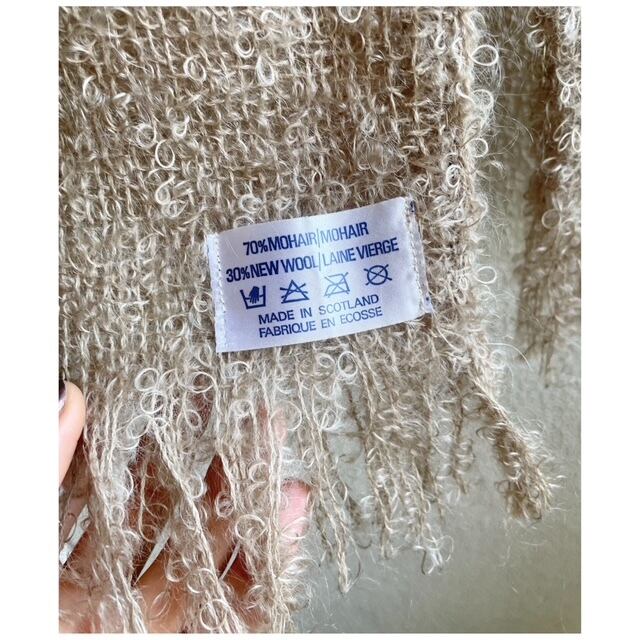 70%MOHAIR/MOHAIR
30%NEW WOOL/LAINE VIERGE
MADE IN SCOTLAND
FABRIQUE EN ECOSSE